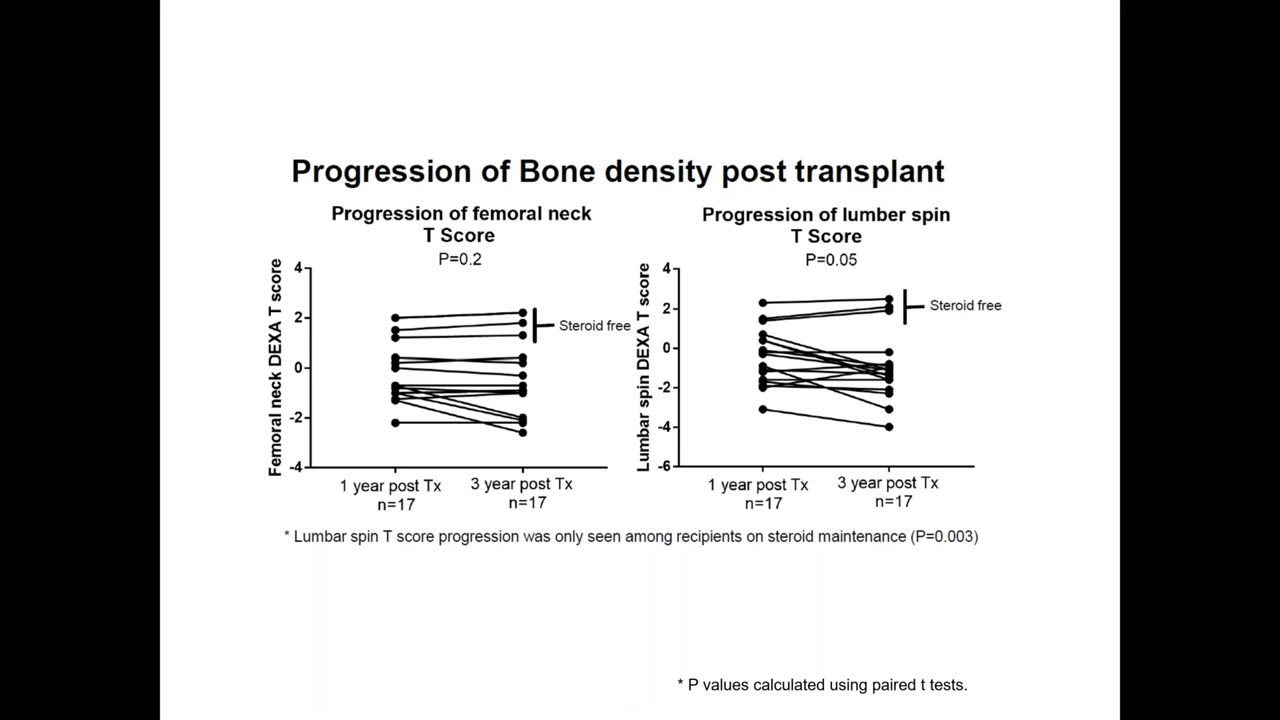 Progression of Bone density post transplant
Progression of femoral neck
T Score
P=0.2
Femoral neck DEXA T score
4
2
0
-2
-4
Steroid free
1 year post Tx
n=17
3 year post Tx
n=17
Progression of lumber spin
T Score
P=0.05
Lumbar spin DEXA T score
4
2
0
-2
-4
-6
Steroid free
1 year post Tx
n=17
3 year post Tx
n=17
* Lumbar spin T score progression was only seen among recipients on steroid maintenance (P=0.003)
* P values calculated using paired t tests.